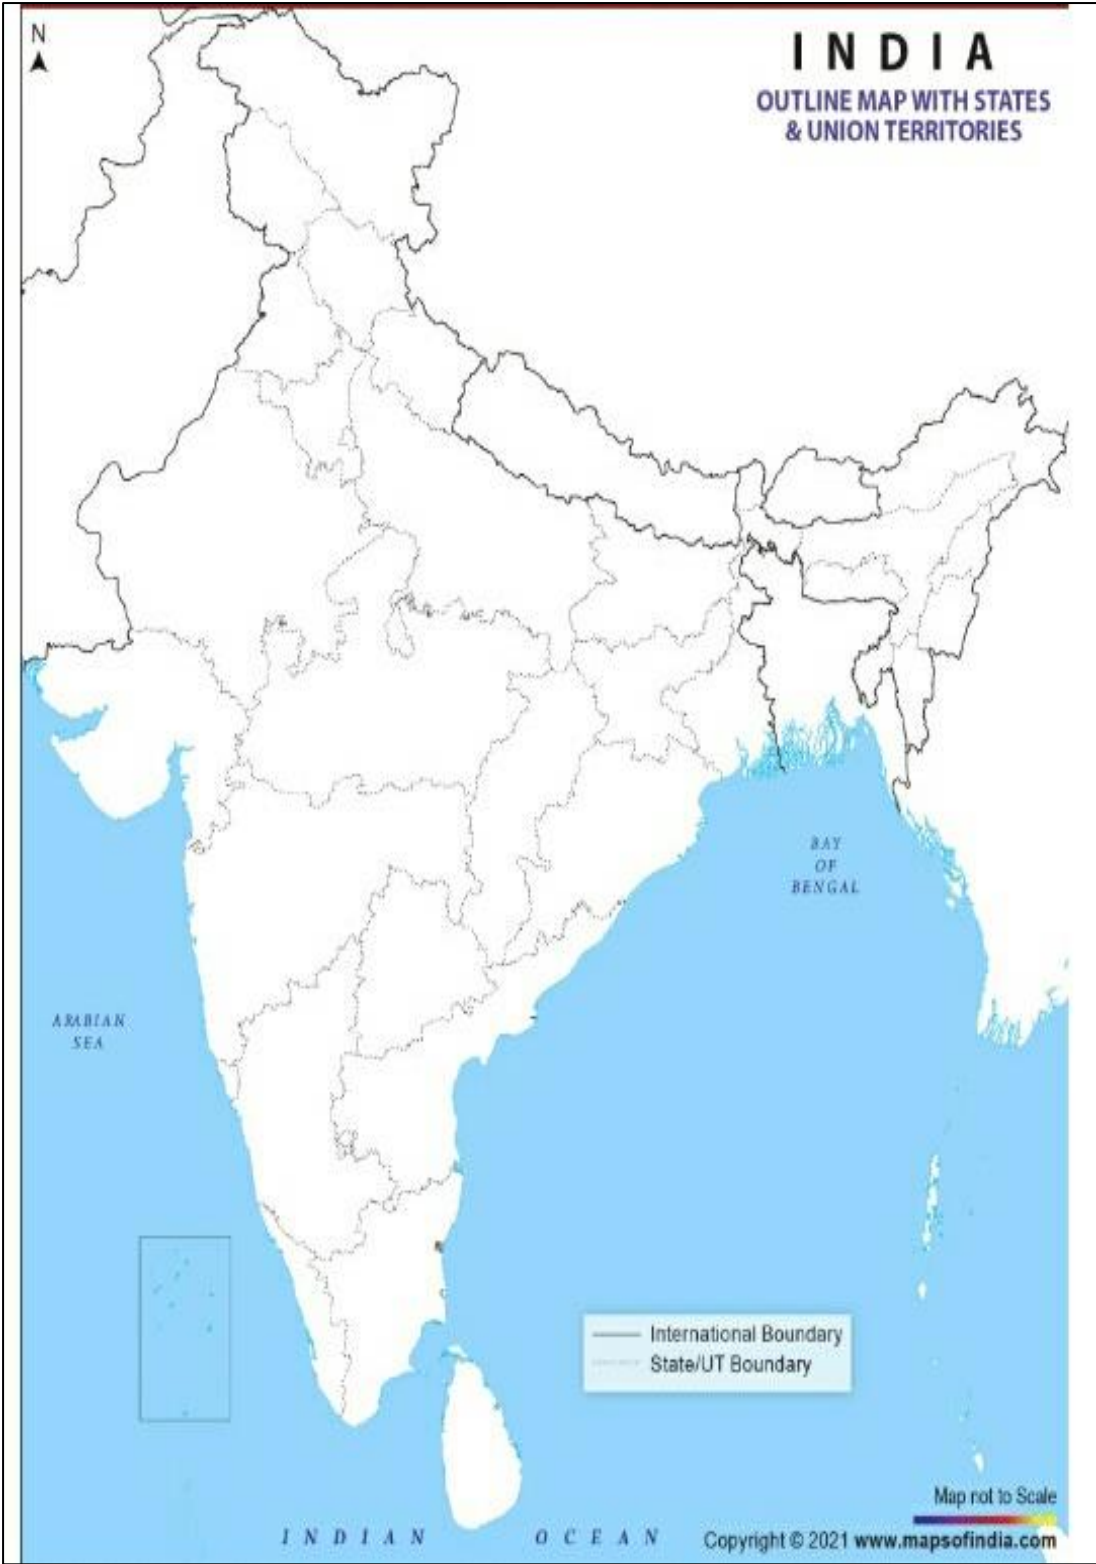 N
INDIA
OUTLINE MAP WITH STATES
& UNION TERRITORIES
BAY
OF
BENGAL
ARABIAN
SEA
International Boundary
State/UT Boundary
Map not to Scale
INDIAN OCEAN
Copyright © 2021 www.mapsofindia.com